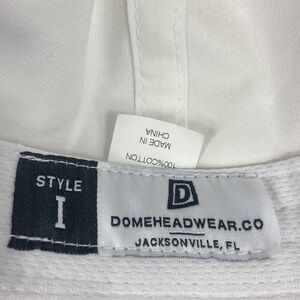 100%COTTON
MADE IN
CHINA
STYLE
I
D
DOMEHEADWEAR.CO
JACKSONVILLE, FL